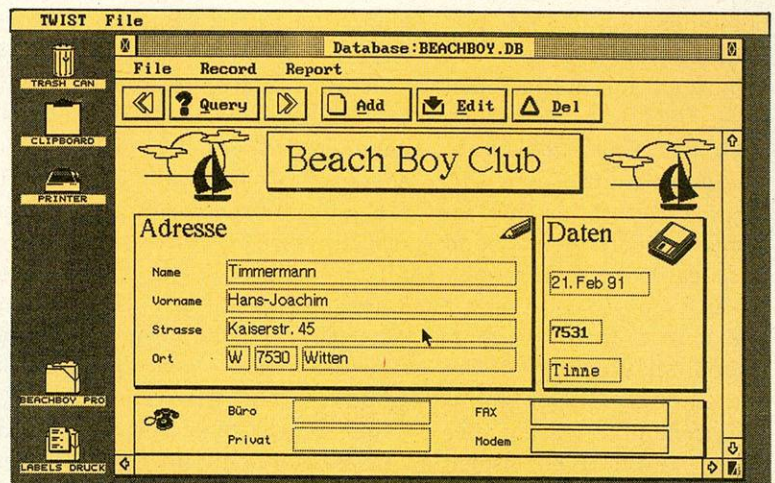 TWIST File
Database:BEACHBOY.DB
File Record Report
Query Add Edit Del
TRASH CAN
CLIPBOARD
PRINTER
BEACHBOY PRO
LABELS DRUCK
Beach Boy Club
Adresse
Name Timmermann
Vorname Hans-Joachim
Strasse Kaiserstr. 45
Ort W 7530 Witten
Daten
21. Feb 91
7531
Tinne
Büro FAX
Privat Modem